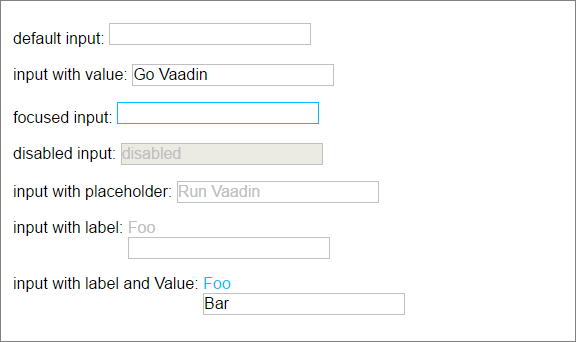 default input:
input with value: Go Vaadin
focused input:
disabled input: disabled
input with placeholder: Run Vaadin
input with label: Foo
input with label and Value: Foo
Bar